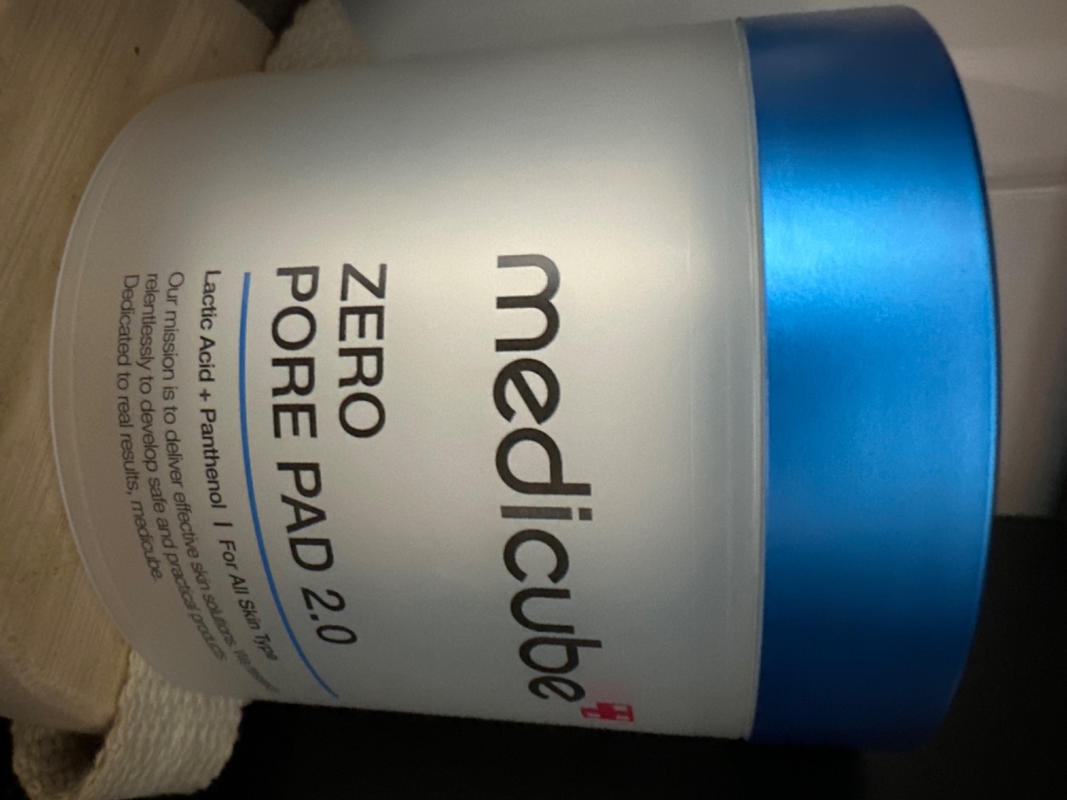 medicube
ZERO
PORE PAD 2.0
Lactic Acid + Panthenol | For All Skin Type
Our mission is to deliver effective skin solutions. We
relentlessly to develop safe and practical products.
Dedicated to real results, medicube.